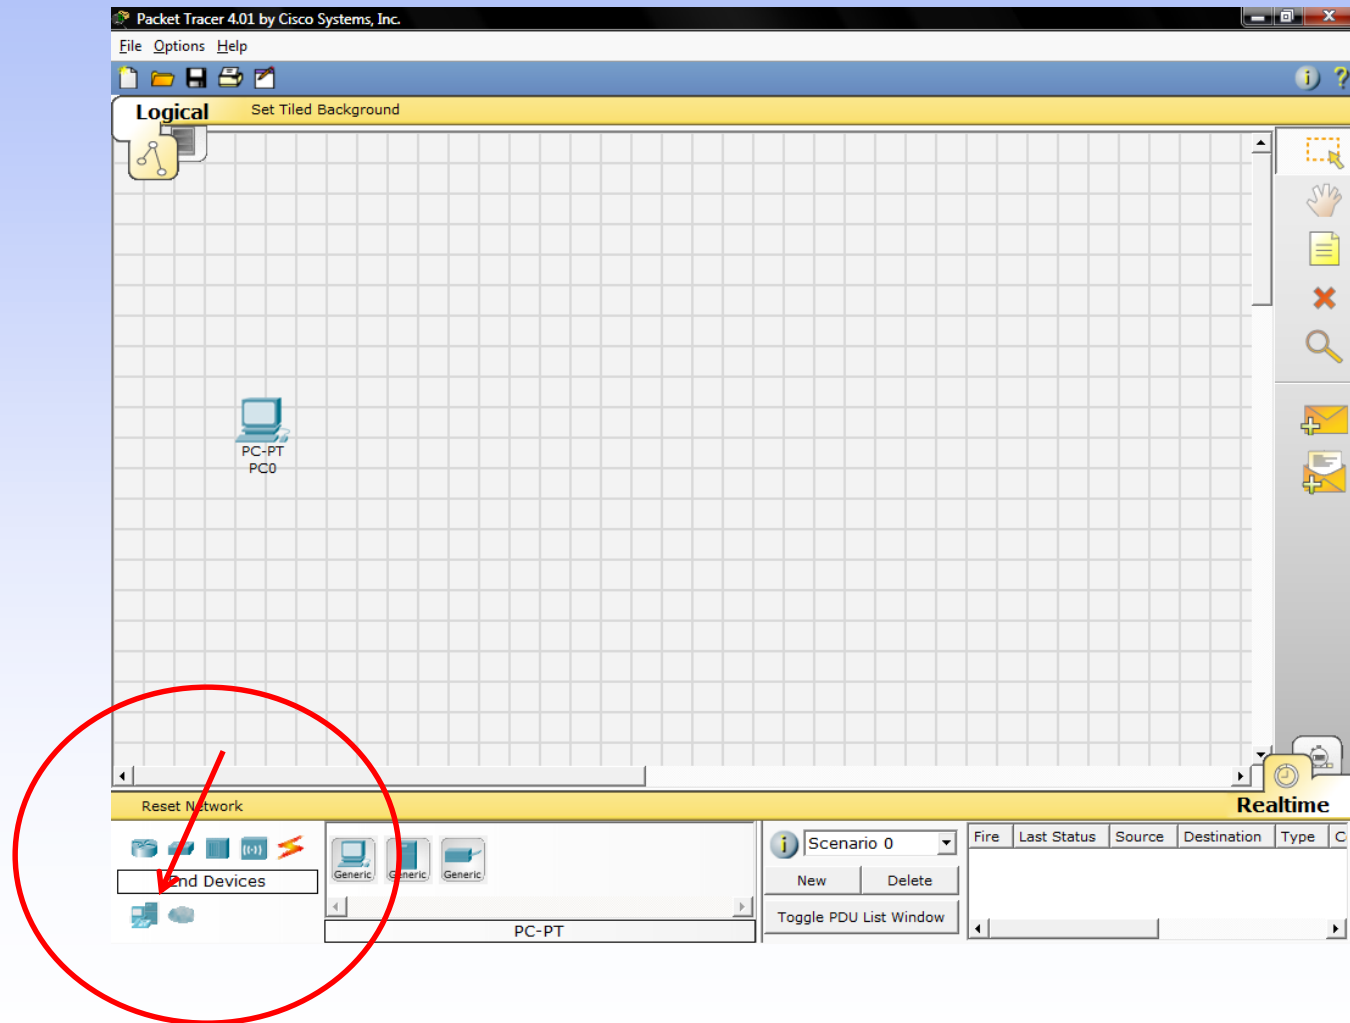 Packet Tracer 4.01 by Cisco Systems, Inc.
File Options Help
Logical Set Tiled Background
PC-PT
PC0
Reset Network
Realtime
End Devices
Generic Generic Generic
PC-PT
Scenario 0
New Delete
Toggle PDU List Window
Fire Last Status Source Destination Type C